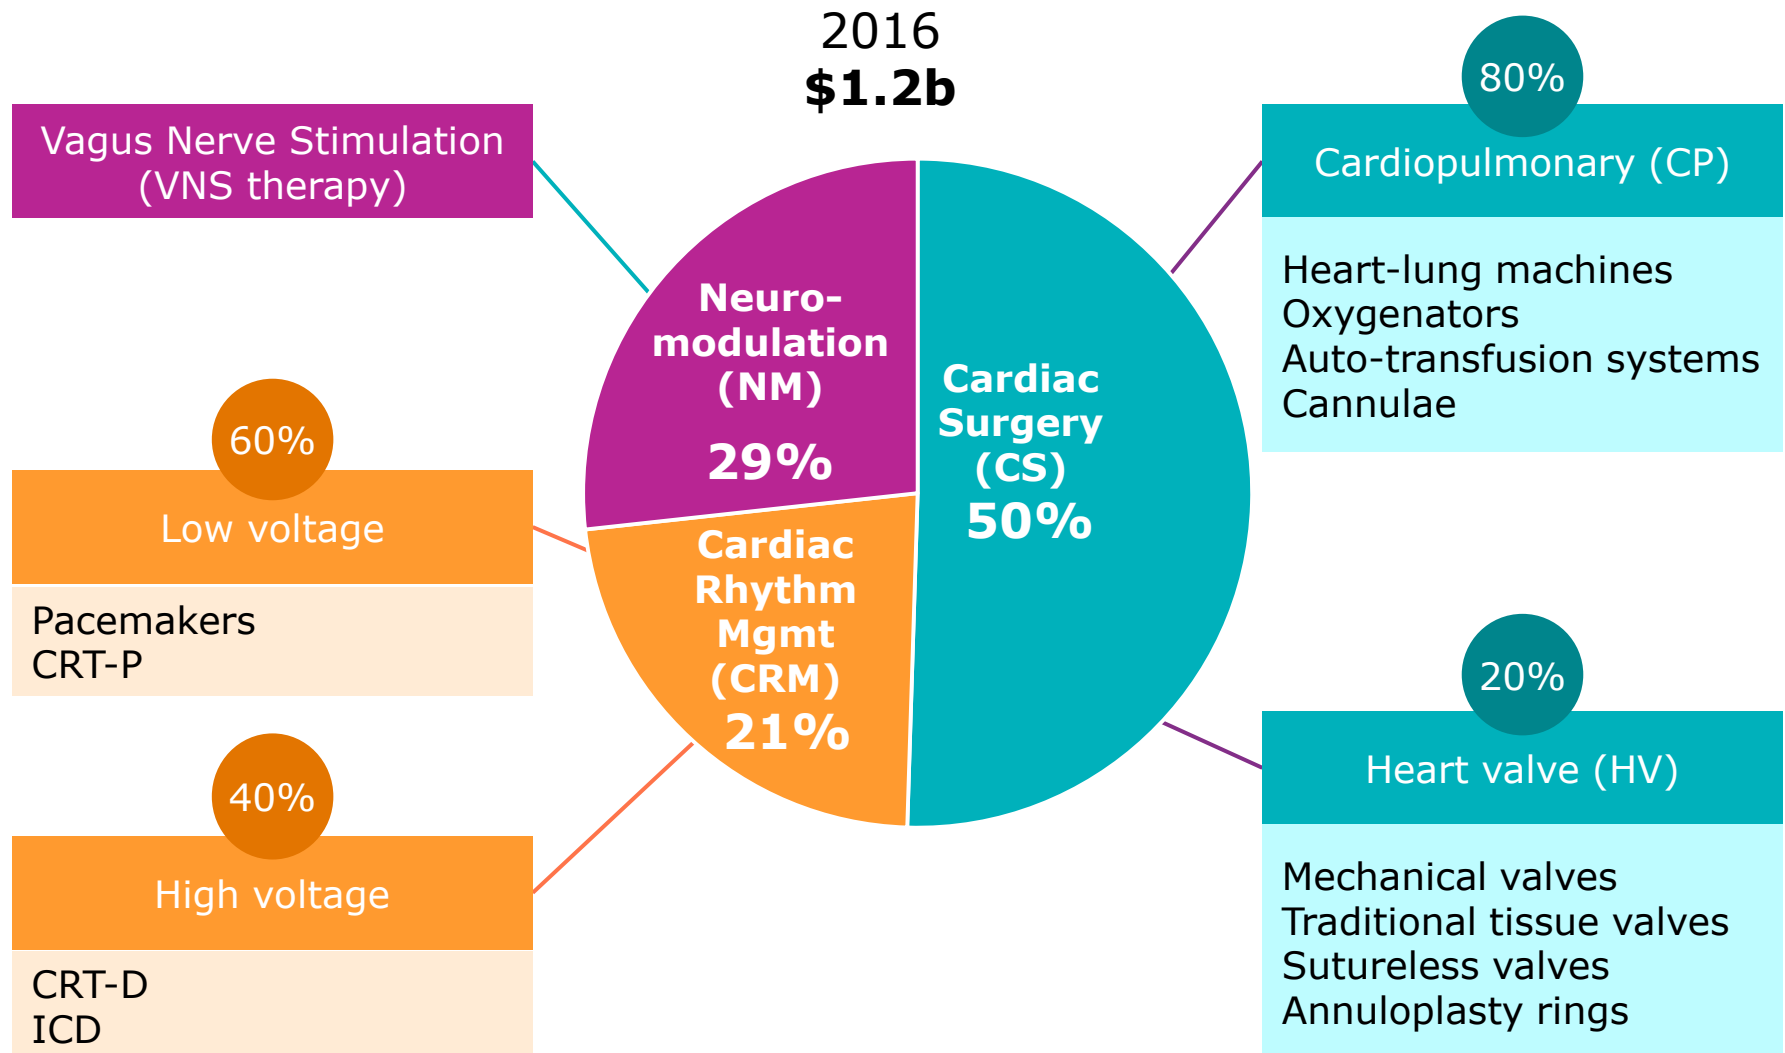 2016
$1.2b
Vagus Nerve Stimulation
(VNS therapy)
60%
Low voltage
Pacemakers
CRT-P
40%
High voltage
CRT-D
ICD
Neuro-
modulation
(NM)
29%
Cardiac
Rhythm
Mgmt
(CRM)
21%
Cardiac
Surgery
(CS)
50%
80%
Cardiopulmonary (CP)
Heart-lung machines
Oxygenators
Auto-transfusion systems
Cannulae
20%
Heart valve (HV)
Mechanical valves
Traditional tissue valves
Sutureless valves
Annuloplasty rings